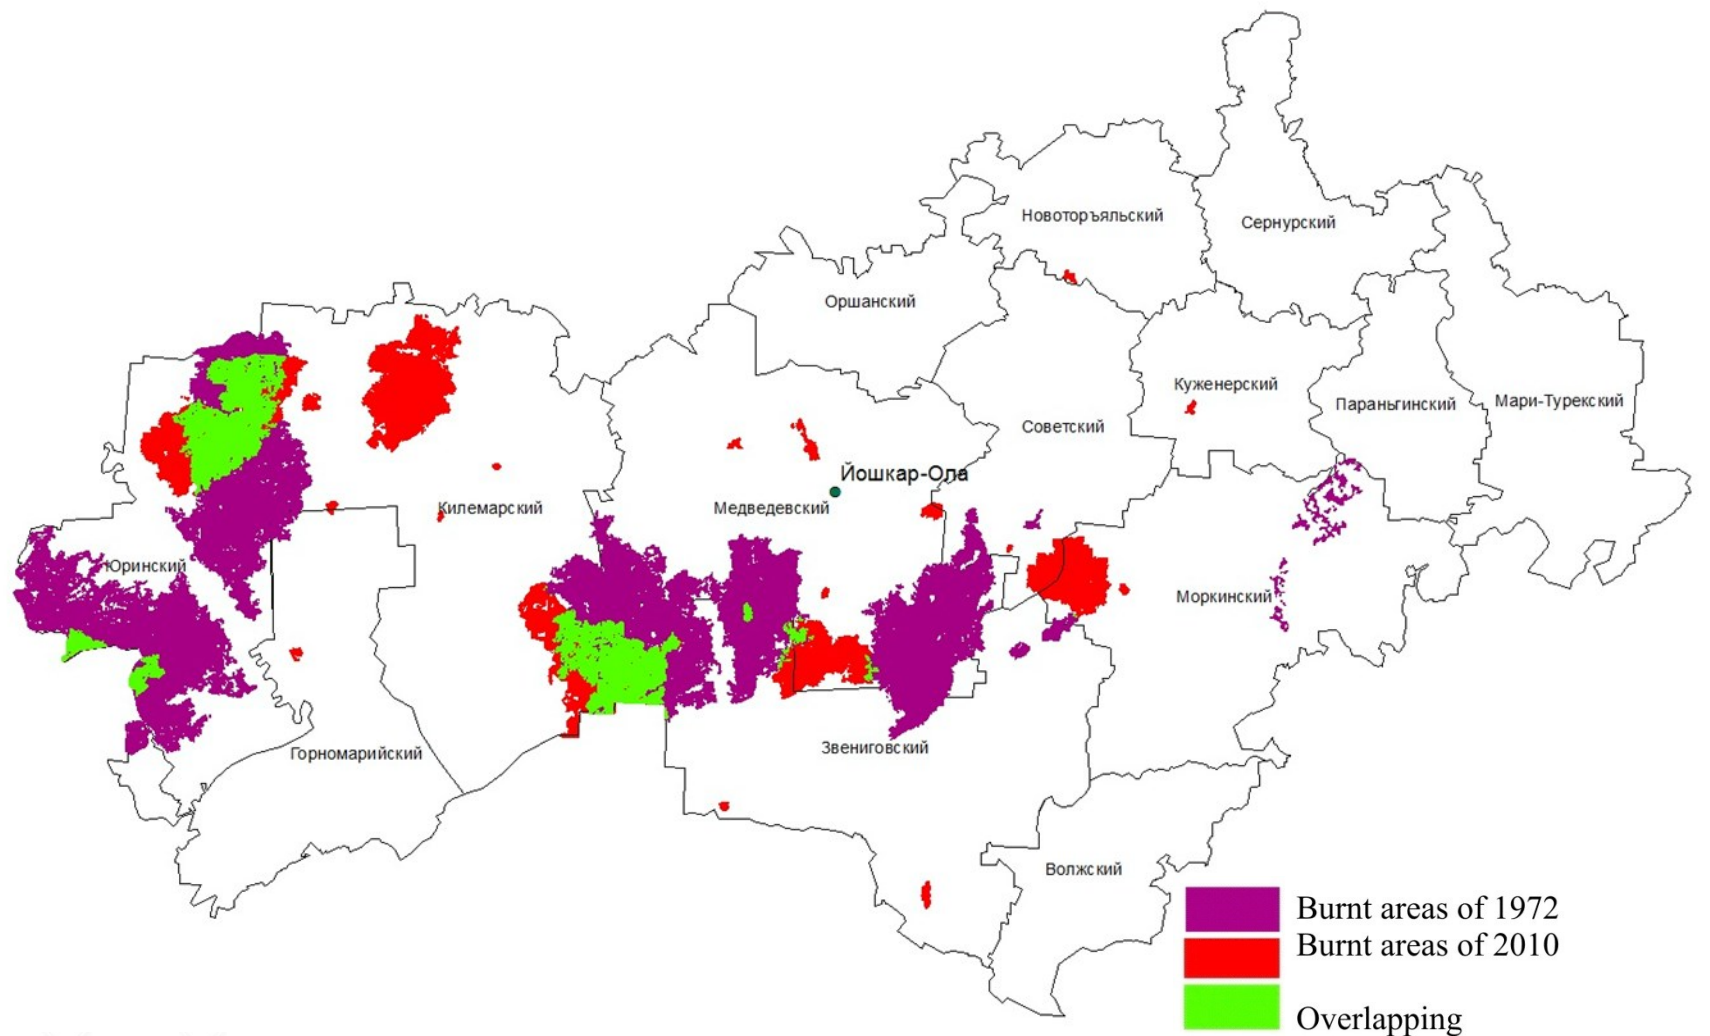 Новоторъяльский
Сернурский
Оршанский
Куженерский
Параньгинский
Мари-Турекский
Советский
Йошкар-Ола
Килемарский
Медведевский
Юринский
Моркинский
Горномарийский
Звениговский
Волжский
Burnt areas of 1972
Burnt areas of 2010
Overlapping